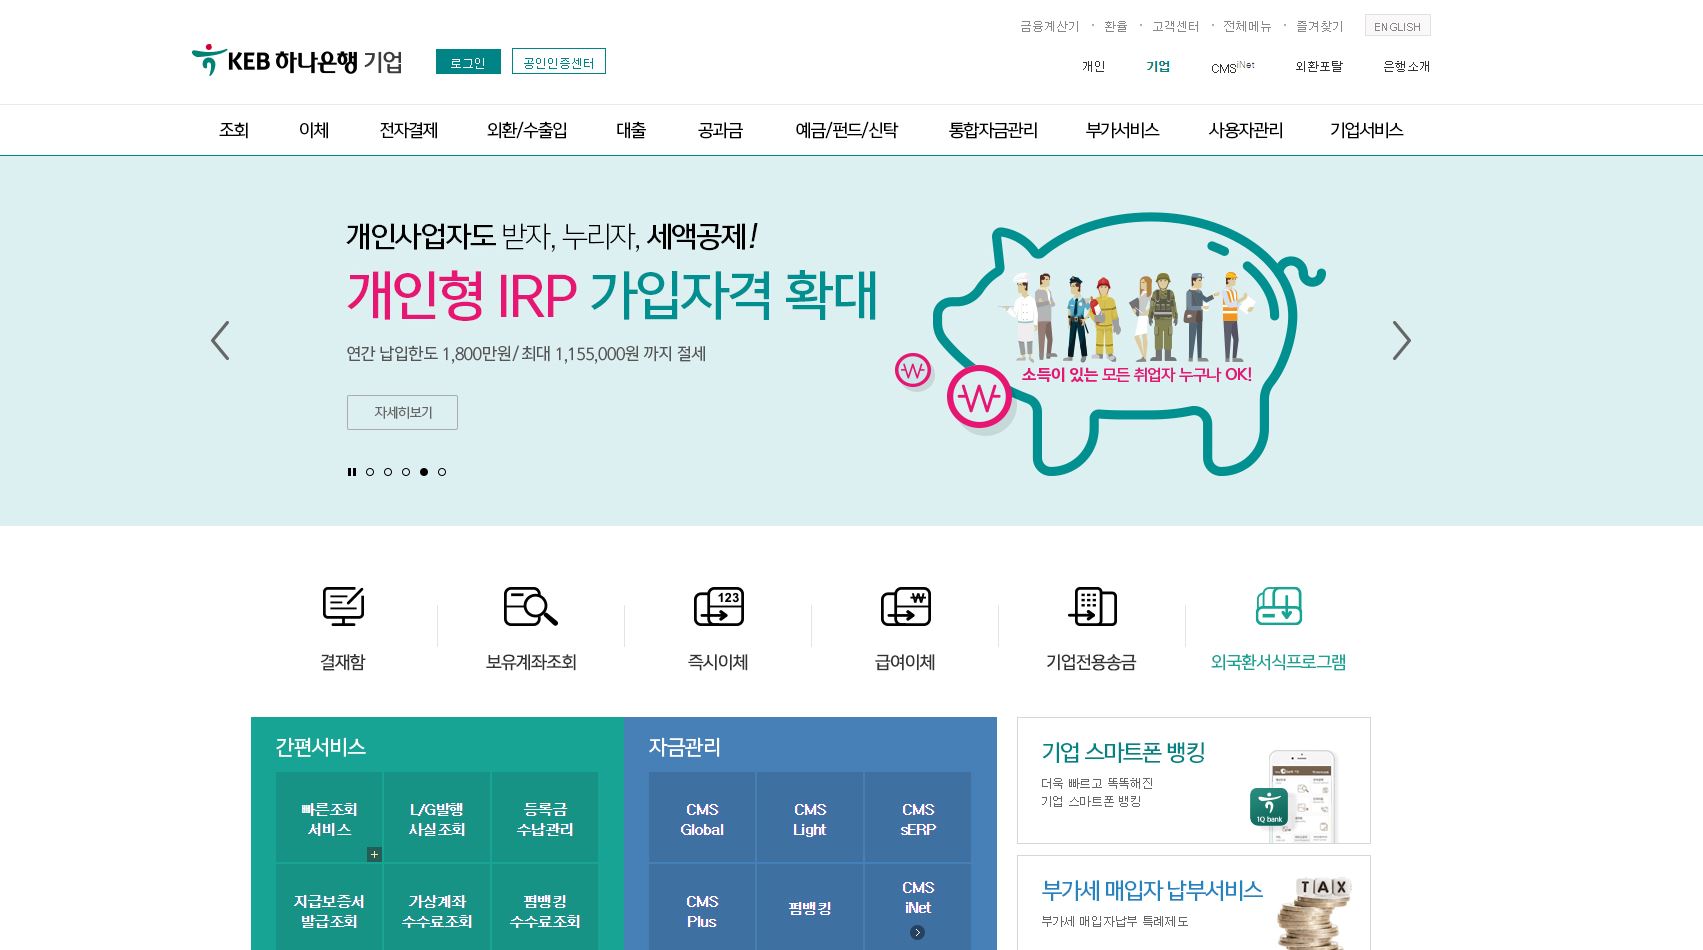 금융계산기 · 환율 · 고객센터 · 전체메뉴 · 즐겨찾기 ENGLISH
KEB 하나은행 기업 로그인 공인인증센터
개인 기업 CMS iNet 외환포탈 은행소개
조회 이체 전자결제 외환/수출입 대출 공과금 예금/펀드/신탁 통합자금관리 부가서비스 사용자관리 기업서비스
개인사업자도 받자, 누리자, 세액공제!
개인형 IRP 가입자격 확대
연간 납입한도 1,800만원/ 최대 1,155,000원 까지 절세
자세히보기
소득이 있는 모든 취업자 누구나 OK!
123
결재함 보유계좌조회 즉시이체 급여이체 기업전용송금 외국환서식프로그램
간편서비스
빠른조회
서비스
L/G발행
사실조회
등록금
수납관리
지급보증서
발급조회
가상계좌
수수료조회
펌뱅킹
수수료조회
자금관리
CMS
Global
CMS
Light
CMS
sERP
CMS
Plus
펌뱅킹
CMS
iNet
기업 스마트폰 뱅킹
더욱 빠르고 똑똑해진
기업 스마트폰 뱅킹
1Q bank
부가세 매입자 납부서비스
부가세 매입자납부 특례제도
TAX